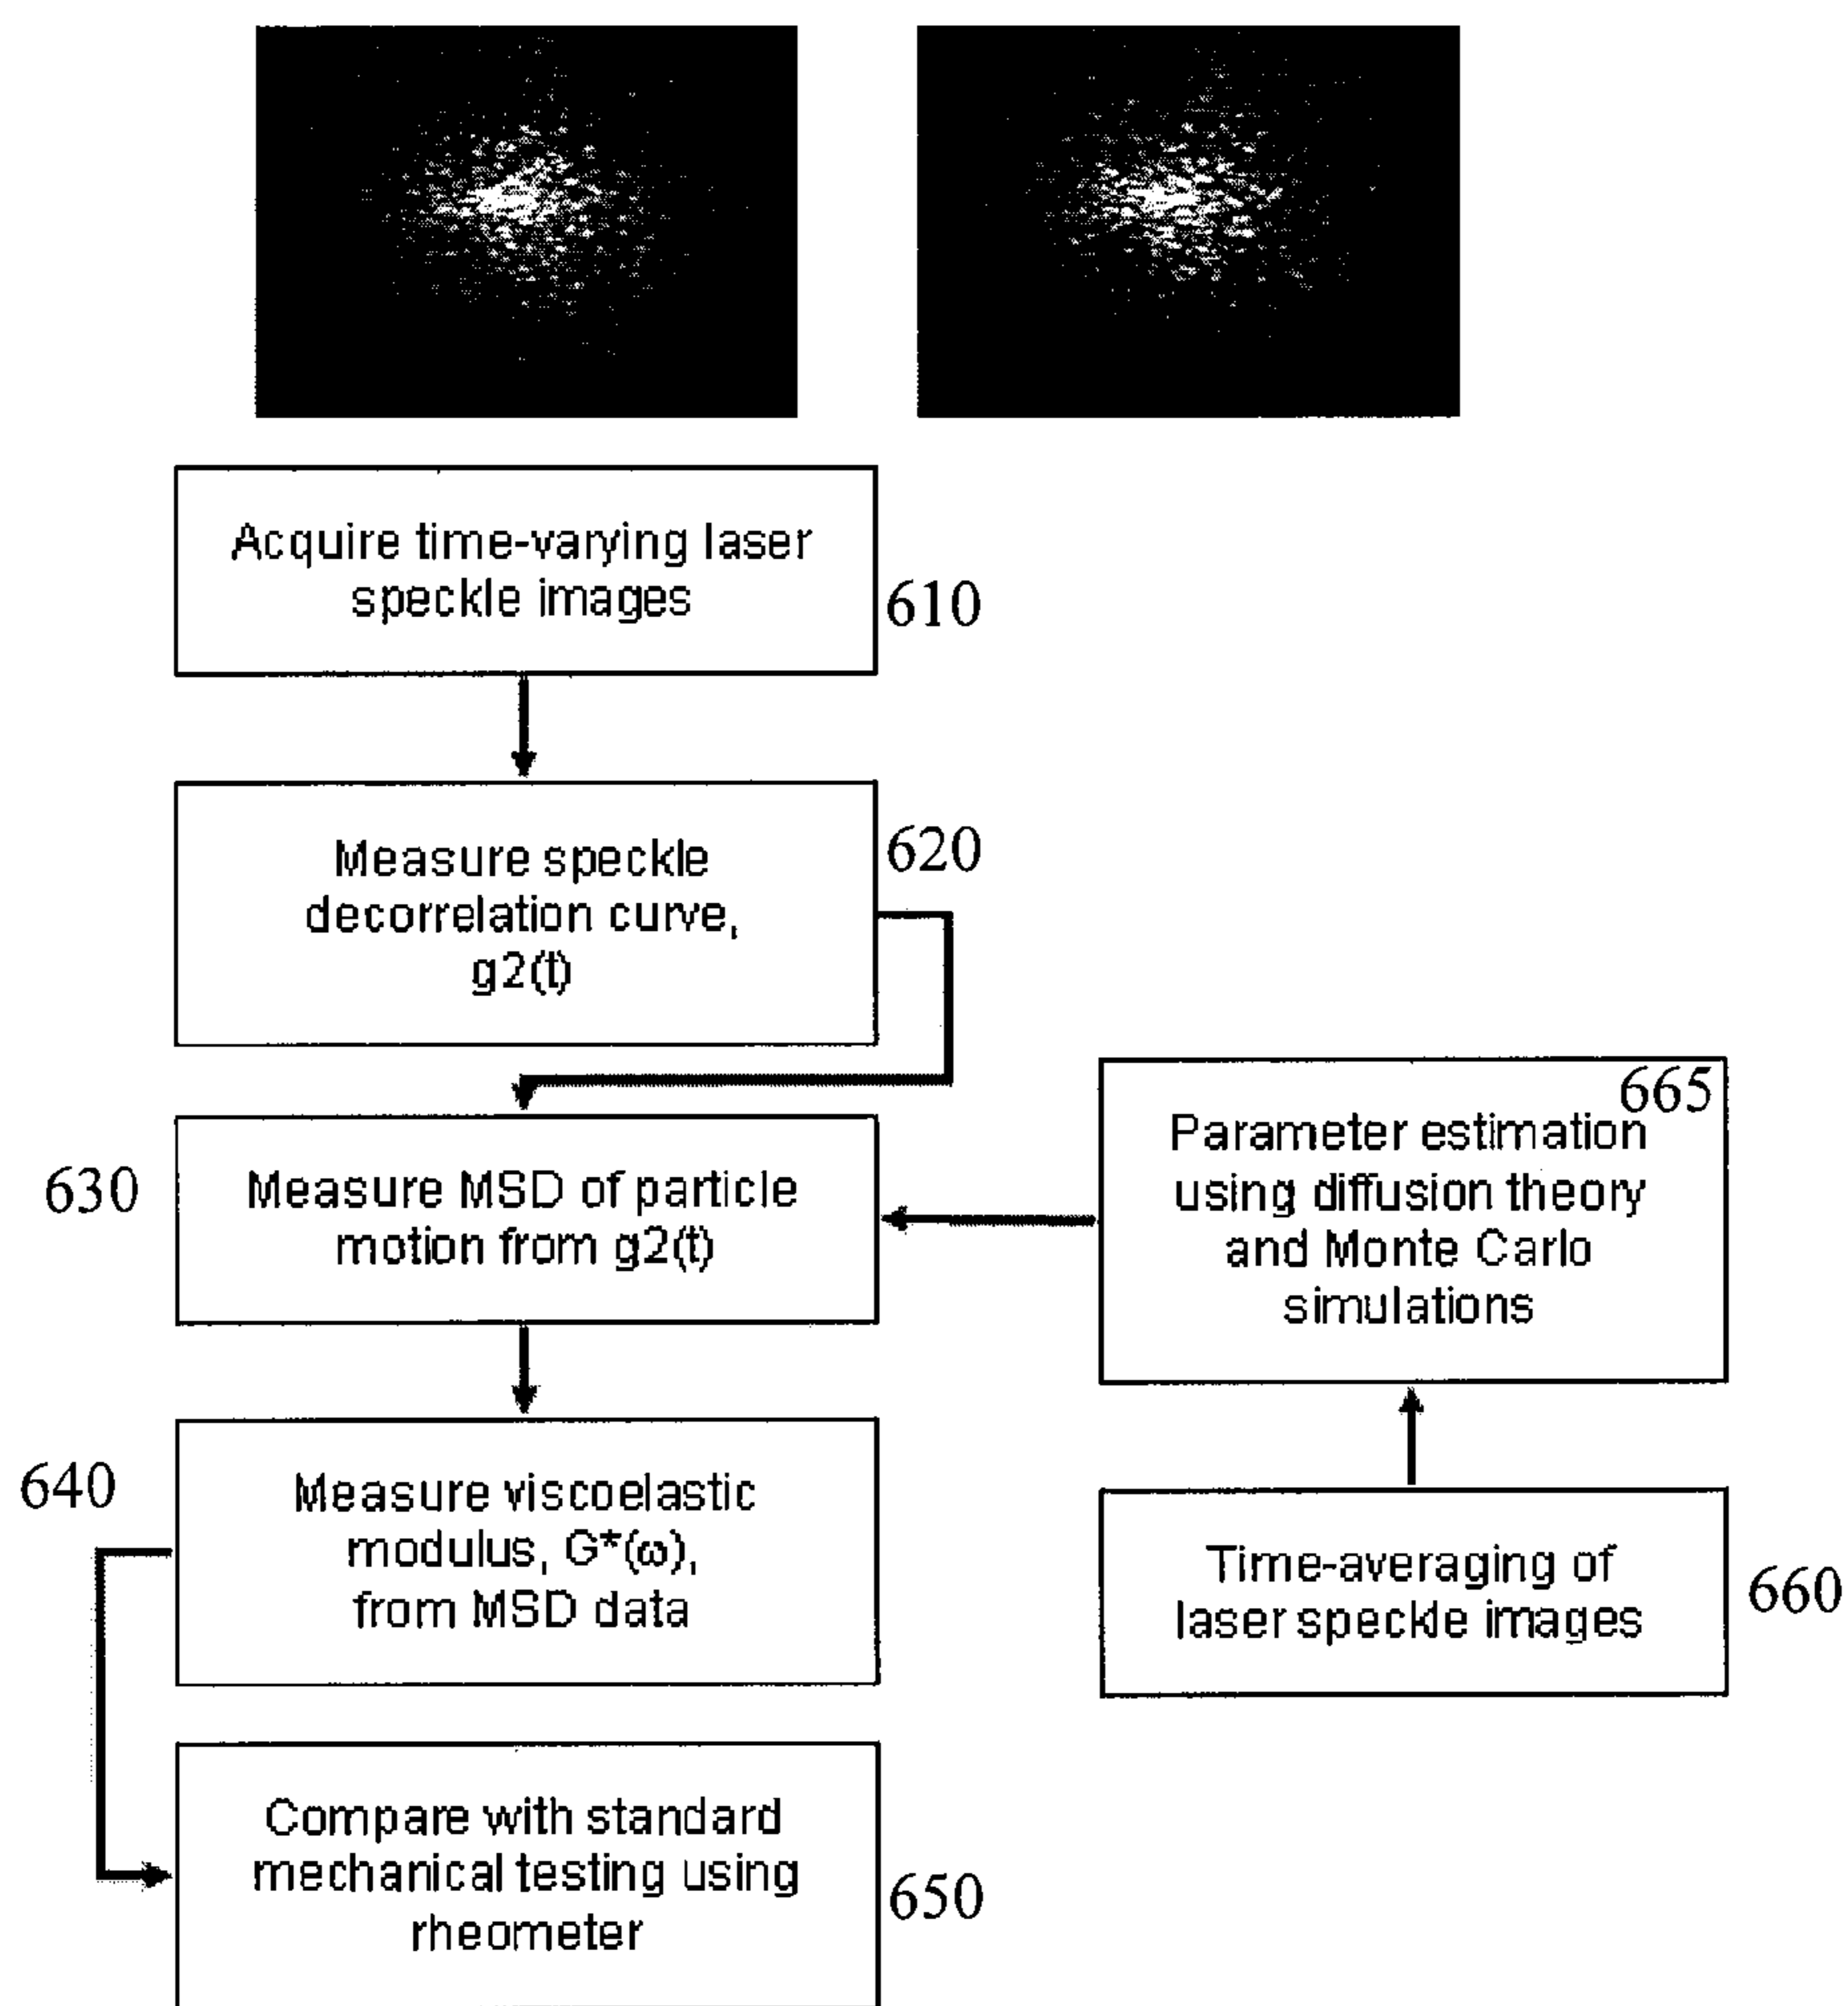 Acquire time-varying laser
speckle images
610
Measure speckle
decorrelation curve,
g2(t)
620
Measure MSD of particle
motion from g2(t)
630
665
Parameter estimation
using diffusion theory
and Monte Carlo
simulations
Measure viscoelastic
modulus, G*(ω),
from MSD data
640
Time-averaging of
laser speckle images
660
Compare with standard
mechanical testing using
rheometer
650